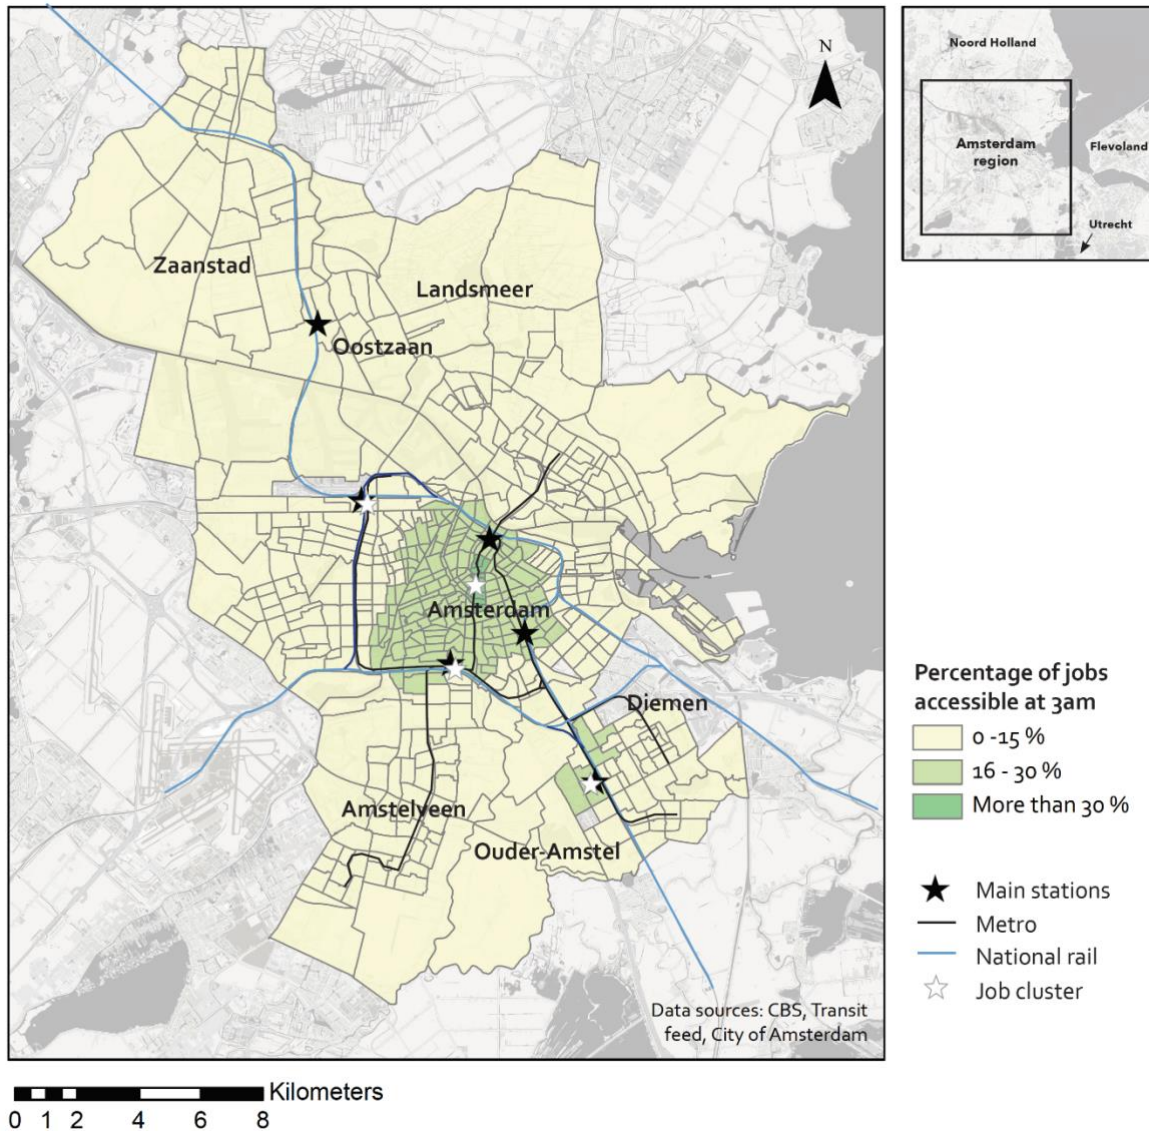 N
Zaanstad
Landsmeer
Oostzaan
Amsterdam
Diemen
Amstelveen
Ouder-Amstel
Data sources: CBS, Transit
feed, City of Amsterdam
Noord Holland
Amsterdam
region
Flevoland
Utrecht
Percentage of jobs
accessible at 3am
0 -15 %
16 - 30 %
More than 30 %
Main stations
Metro
National rail
Job cluster
Kilometers
0 1 2 4 6 8